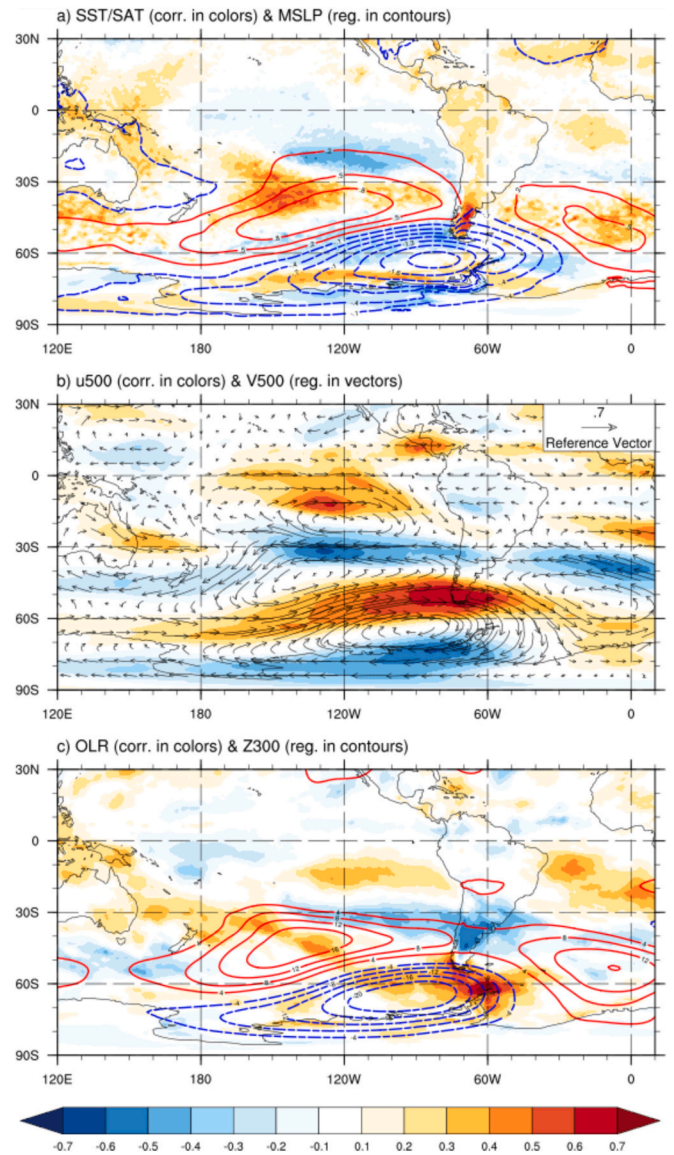 a) SST/SAT (corr. in colors) & MSLP (reg. in contours)
30N
0
30S
60S
90S
120E 180 120W 60W 0
b) u500 (corr. in colors) & V500 (reg. in vectors)
.7
Reference Vector
30N
0
30S
60S
90S
120E 180 120W 60W 0
c) OLR (corr. in colors) & Z300 (reg. in contours)
30N
0
30S
60S
90S
120E 180 120W 60W 0
-0.7 -0.6 -0.5 -0.4 -0.3 -0.2 -0.1 0.1 0.2 0.3 0.4 0.5 0.6 0.7